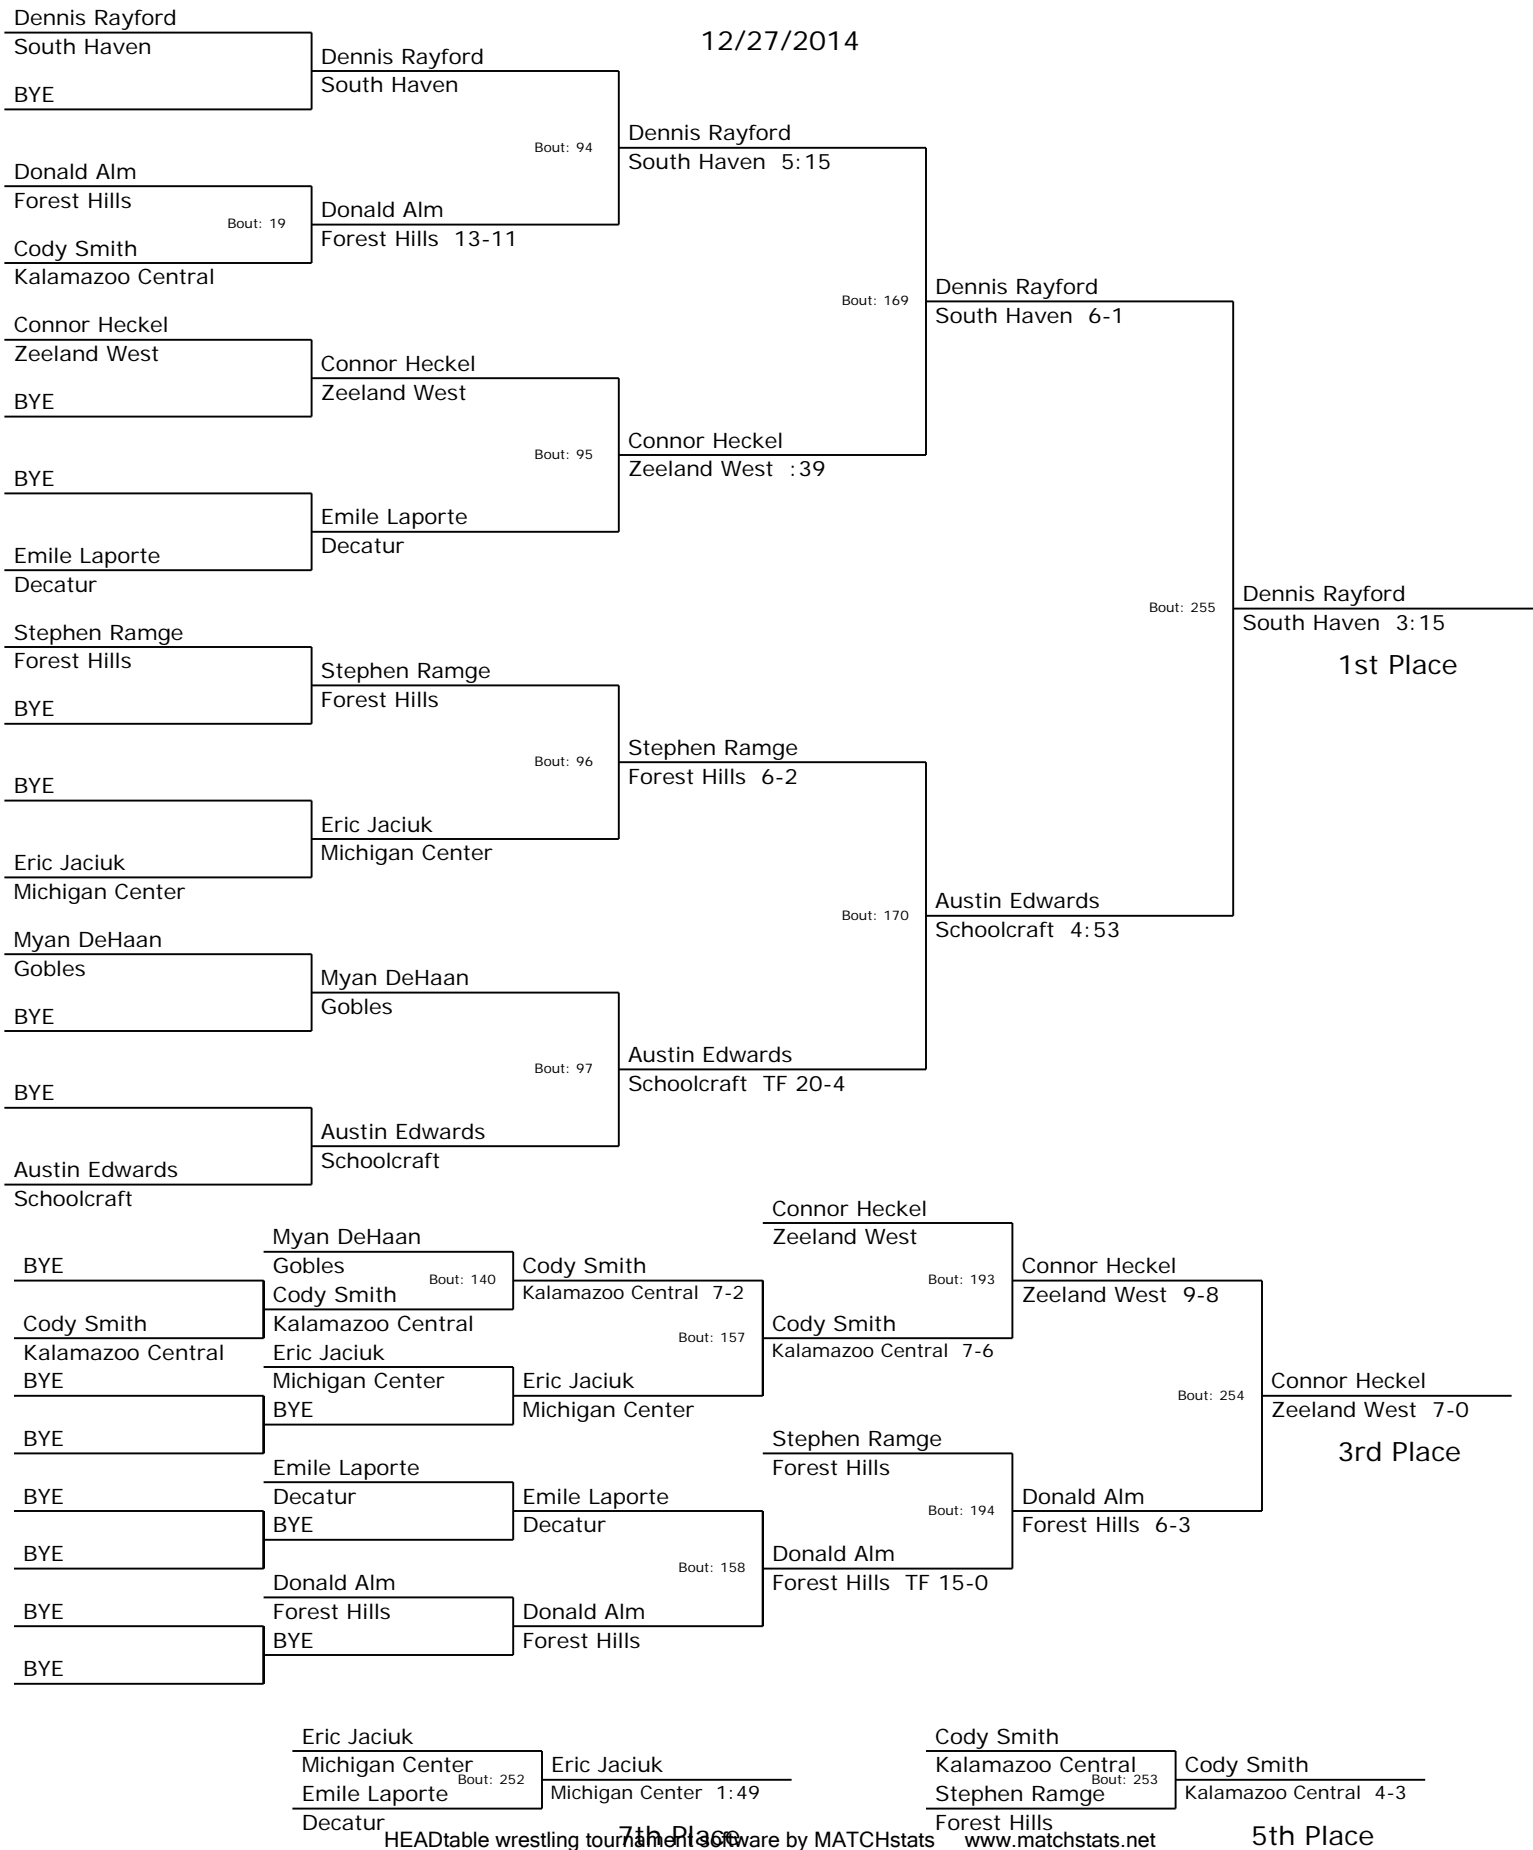 12/27/2014
Dennis Rayford
South Haven
BYE
Donald Alm
Forest Hills
Bout: 19
Cody Smith
Kalamazoo Central
Connor Heckel
Zeeland West
BYE
BYE
Emile Laporte
Decatur
Stephen Ramge
Forest Hills
BYE
BYE
Eric Jaciuk
Michigan Center
Myan DeHaan
Gobles
BYE
BYE
Austin Edwards
Schoolcraft
Dennis Rayford
South Haven
Bout: 94
Donald Alm
Forest Hills 13-11
Connor Heckel
Zeeland West
Bout: 95
Emile Laporte
Decatur
Stephen Ramge
Forest Hills
Bout: 96
Eric Jaciuk
Michigan Center
Myan DeHaan
Gobles
Bout: 97
Austin Edwards
Schoolcraft
Dennis Rayford
South Haven 5:15
Bout: 169
Connor Heckel
Zeeland West :39
Stephen Ramge
Forest Hills 6-2
Bout: 170
Austin Edwards
Schoolcraft TF 20-4
Dennis Rayford
South Haven 6-1
Bout: 255
Austin Edwards
Schoolcraft 4:53
Dennis Rayford
South Haven 3:15
1st Place
BYE
Cody Smith
Kalamazoo Central
BYE
BYE
BYE
BYE
BYE
BYE
Myan DeHaan
Gobles
Bout: 140
Cody Smith
Kalamazoo Central
Eric Jaciuk
Michigan Center
BYE
Emile Laporte
Decatur
BYE
Donald Alm
Forest Hills
BYE
Cody Smith
Kalamazoo Central 7-2
Bout: 157
Eric Jaciuk
Michigan Center
Emile Laporte
Decatur
Bout: 158
Donald Alm
Forest Hills
Connor Heckel
Zeeland West
Bout: 193
Cody Smith
Kalamazoo Central 7-6
Stephen Ramge
Forest Hills
Bout: 194
Donald Alm
Forest Hills TF 15-0
Connor Heckel
Zeeland West 9-8
Bout: 254
Donald Alm
Forest Hills 6-3
Connor Heckel
Zeeland West 7-0
3rd Place
Eric Jaciuk
Michigan Center
Bout: 252
Emile Laporte
Decatur
Eric Jaciuk
Michigan Center 1:49
7th Place
Cody Smith
Kalamazoo Central
Bout: 253
Stephen Ramge
Forest Hills
Cody Smith
Kalamazoo Central 4-3
5th Place
HEADtable wrestling tournament software by MATCHstats www.matchstats.net